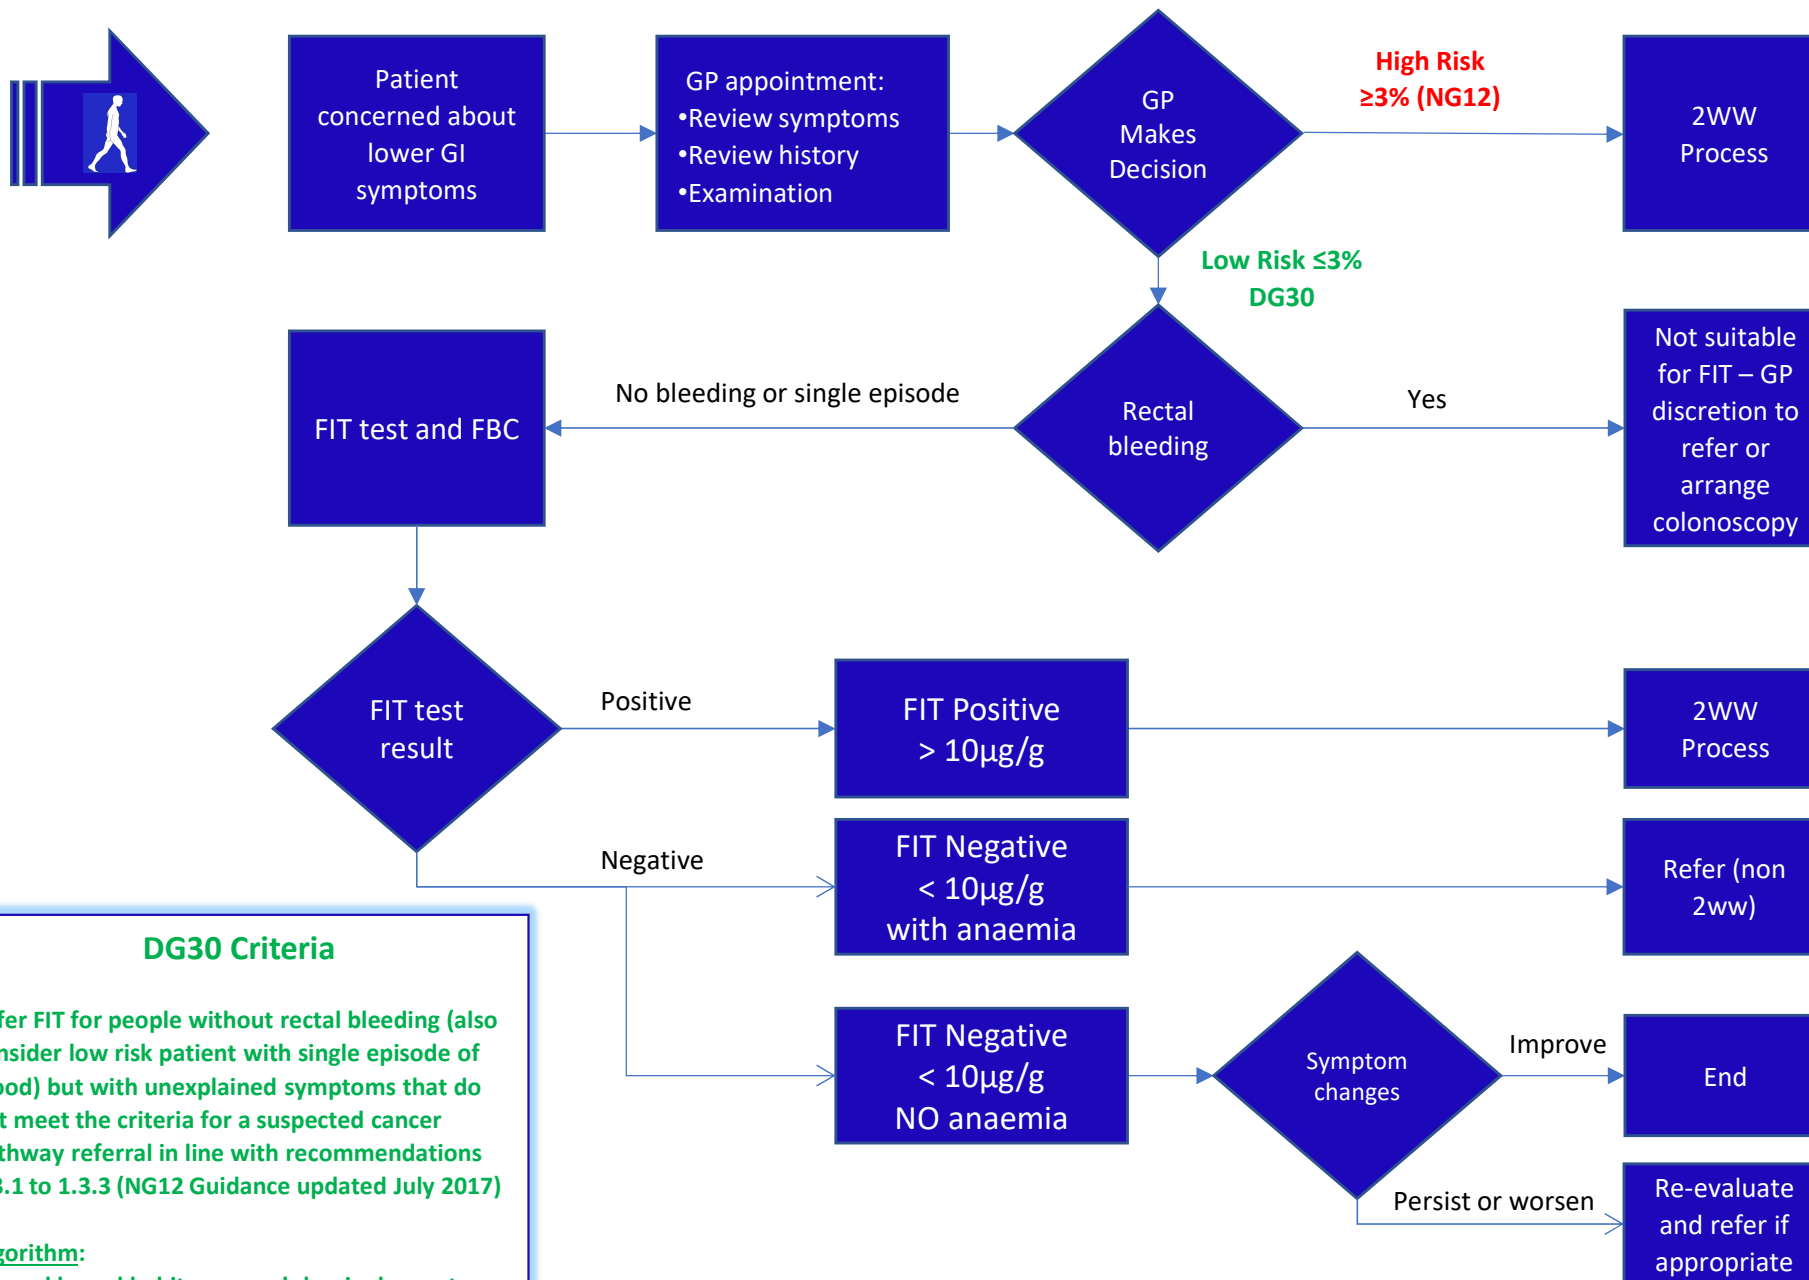 Patient
concerned about
lower GI
symptoms
GP appointment:
•Review symptoms
•Review history
•Examination
GP
Makes
Decision
High Risk
≥3% (NG12)
2WW
Process
Low Risk ≤3%
DG30
Rectal
bleeding
No bleeding or single episode
Yes
Not suitable
for FIT – GP
discretion to
refer or
arrange
colonoscopy
FIT test and FBC
FIT test
result
Positive
FIT Positive
> 10µg/g
2WW
Process
Negative
FIT Negative
< 10µg/g
with anaemia
Refer (non
2ww)
FIT Negative
< 10µg/g
NO anaemia
Symptom
changes
Improve
End
Persist or worsen
Re-evaluate
and refer if
appropriate
DG30 Criteria
fer FIT for people without rectal bleeding (also
nsider low risk patient with single episode of
ood) but with unexplained symptoms that do
t meet the criteria for a suspected cancer
thway referral in line with recommendations
3.1 to 1.3.3 (NG12 Guidance updated July 2017)
gorithm: